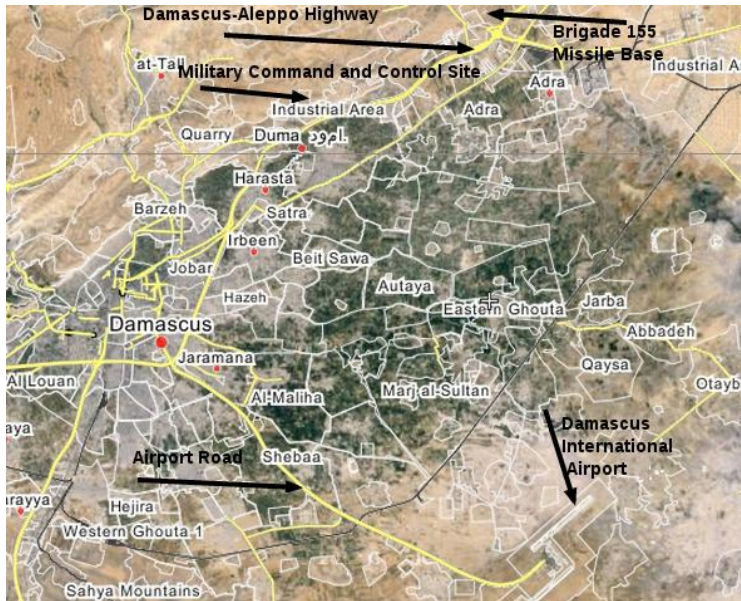 Damascus-Aleppo Highway
Brigade 155
Missile Base
at-Tall
Military Command and Control Site
Adra
Industrial Ar
Industrial Area
Adra
Quarry
Duma دوما.
Harasta
Barzeh
Satra
Irbeen
Beit Sawa
Jobar
Autaya
Hazeh
Eastern Ghouta
Jarba
Damascus
Abbadeh
Jaramana
Qaysa
Al Louan
Marj al-Sultan
Otayb
Al-Maliha
Damascus
International
Airport
aya
Airport Road
Shebaa
arayya
Hejira
Western Ghouta 1
Sahya Mountains